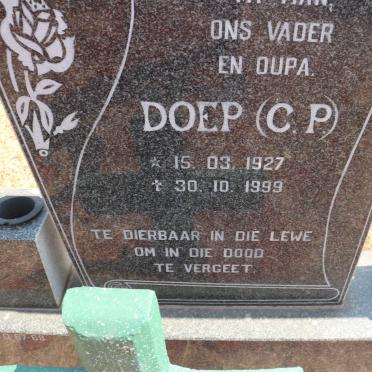 MAN,
ONS VADER
EN OUPA.
DOEP (C. P)
* 15. 03. 1927
† 30. 10. 1999
TE DIERBAAR IN DIE LEWE
OM IN DIE DOOD
TE VERGEET.